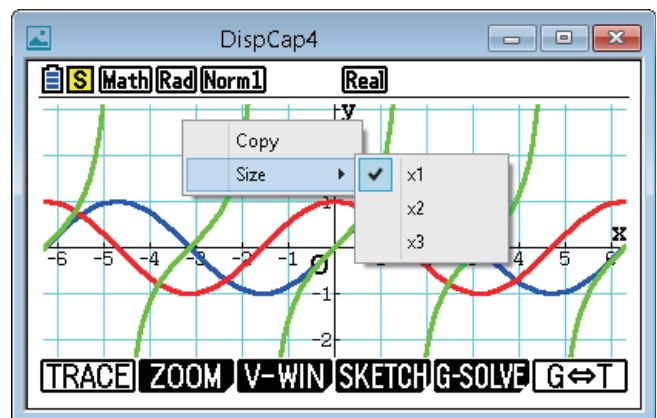 DispCap4
S Math Rad Norm1 Real
y
Copy
Size
x1
x2
x3
1
x
-6 -5 -4 -2 -1 O 4 5 6
-1
-2
TRACE ZOOM V-WIN SKETCH G-SOLVE G⇔T